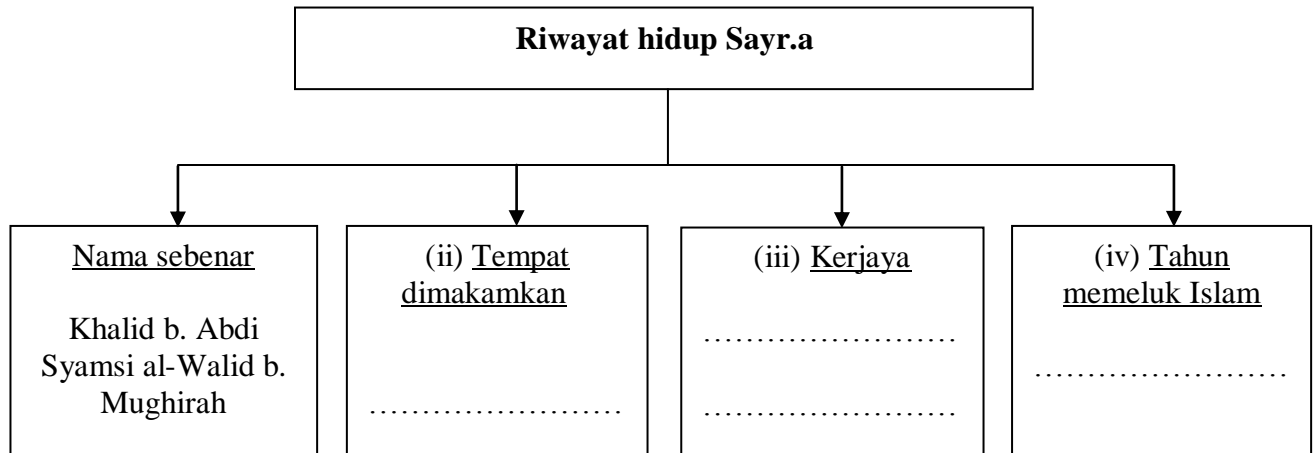 Riwayat hidup Sayr.a
Nama sebenar
Khalid b. Abdi
Syamsi al-Walid b.
Mughirah
(ii) Tempat
dimakamkan
……………………
(iii) Kerjaya
……………………
……………………
(iv) Tahun
memeluk Islam
……………………